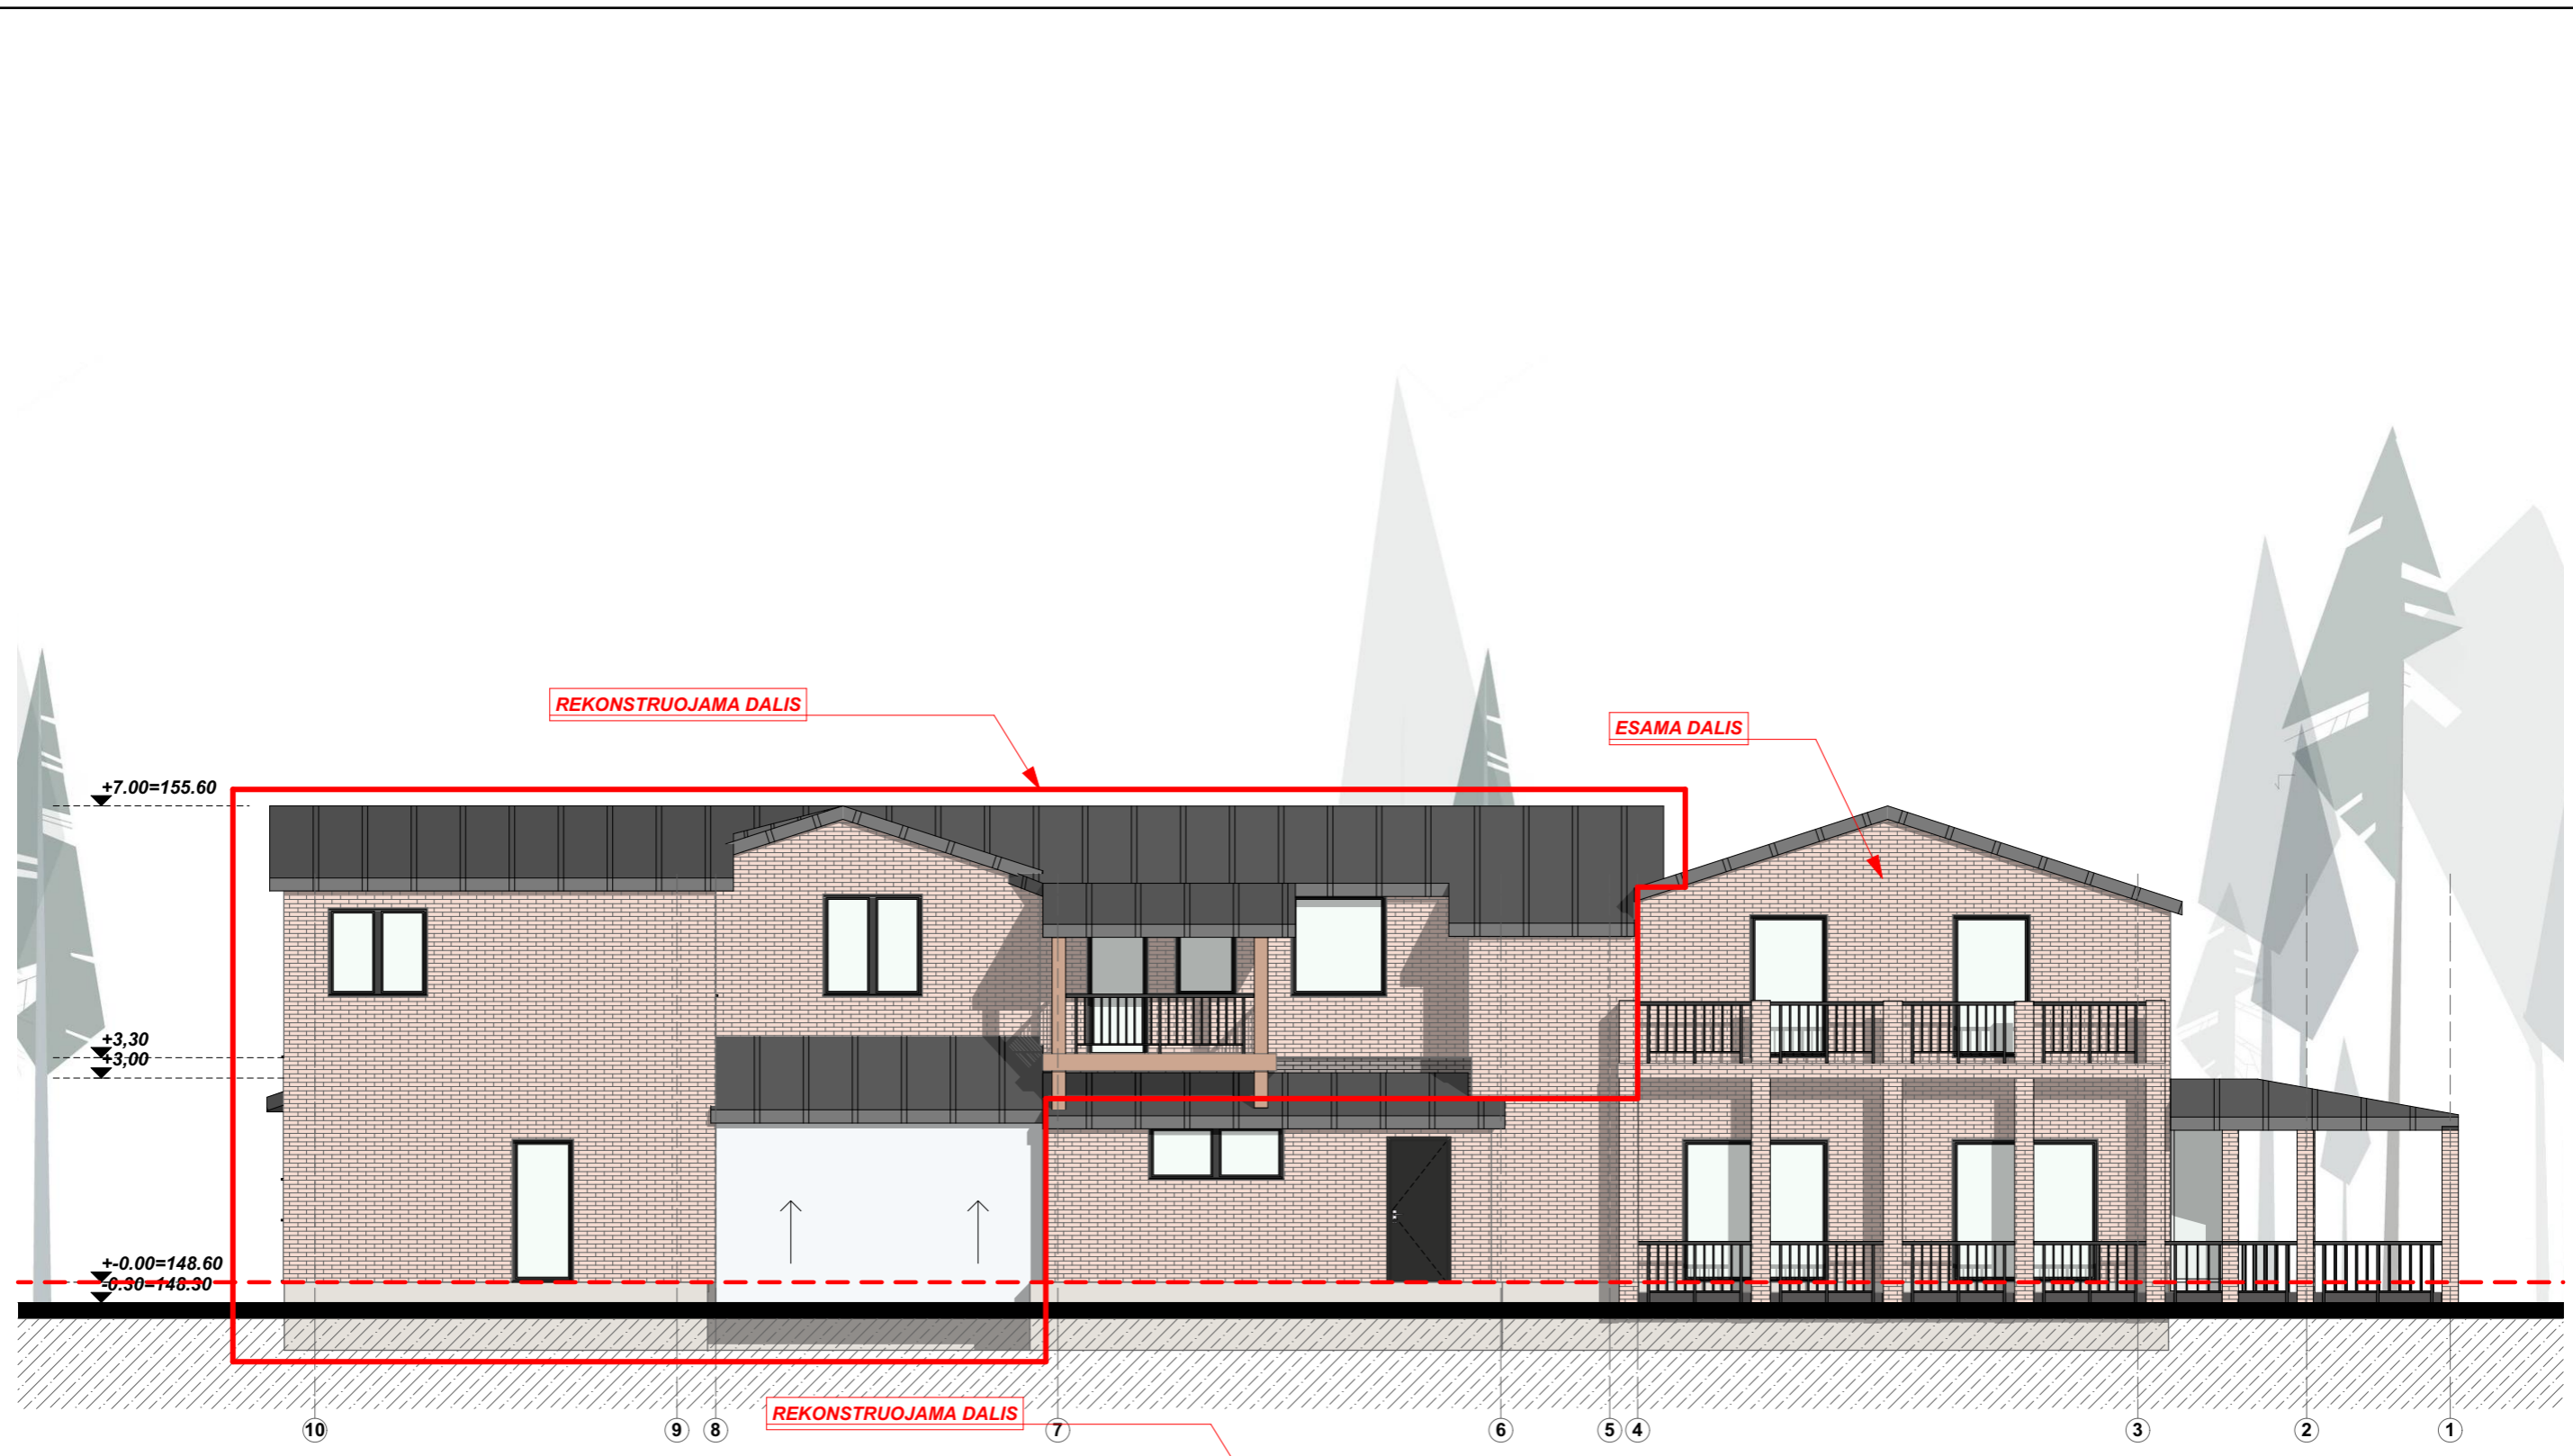 REKONSTRUOJAMA DALIS
ESAMA DALIS
+7.00=155.60
+3,30
+3,00
+-0.00=148.60
-0.30=148.30
REKONSTRUOJAMA DALIS
10 9 8 7 6 5 4 3 2 1